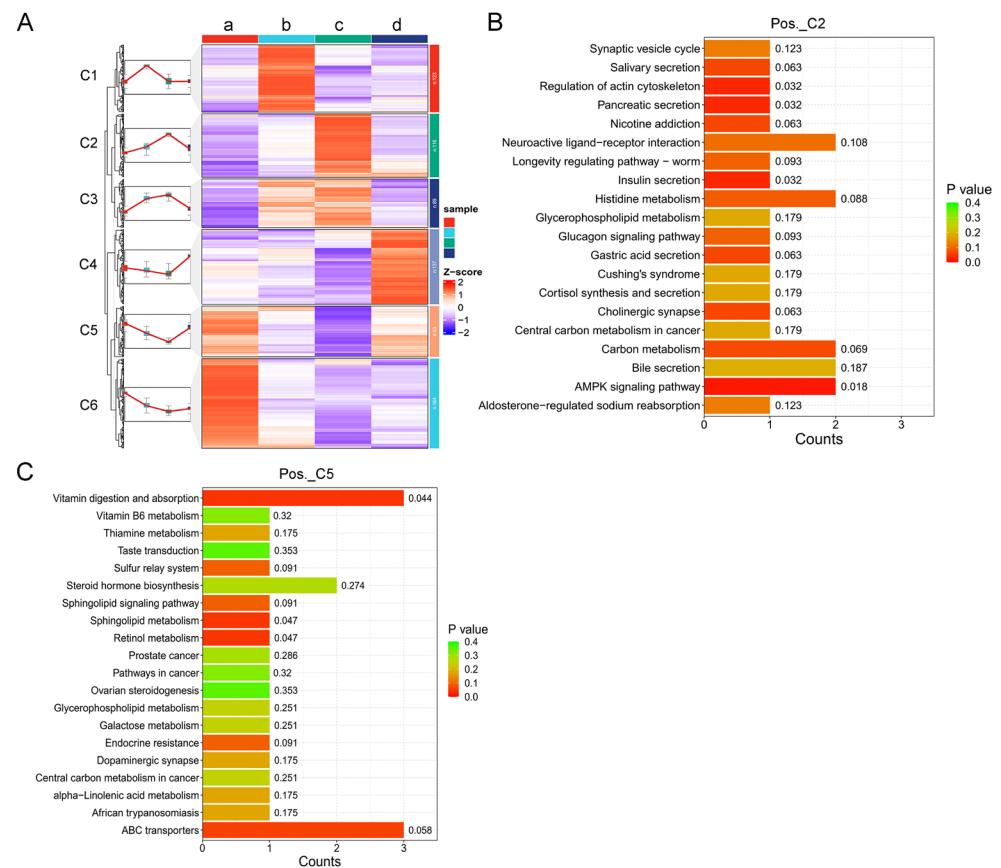 A
a b c d
C1
C2
C3
C4
C5
C6
n:116
n:137
sample
Z-score
2
1
0
−1
−2
B
Pos._C2
Synaptic vesicle cycle 0.123
Salivary secretion 0.063
Regulation of actin cytoskeleton 0.032
Pancreatic secretion 0.032
Nicotine addiction 0.063
Neuroactive ligand−receptor interaction 0.108
Longevity regulating pathway − worm 0.093
Insulin secretion 0.032
Histidine metabolism 0.088
Glycerophospholipid metabolism 0.179
Glucagon signaling pathway 0.093
Gastric acid secretion 0.063
Cushing's syndrome 0.179
Cortisol synthesis and secretion 0.179
Cholinergic synapse 0.063
Central carbon metabolism in cancer 0.179
Carbon metabolism 0.069
Bile secretion 0.187
AMPK signaling pathway 0.018
Aldosterone−regulated sodium reabsorption 0.123
0 1 2 3
Counts
P value
0.4
0.3
0.2
0.1
0.0
C
Pos._C5
Vitamin digestion and absorption 0.044
Vitamin B6 metabolism 0.32
Thiamine metabolism 0.175
Taste transduction 0.353
Sulfur relay system 0.091
Steroid hormone biosynthesis 0.274
Sphingolipid signaling pathway 0.091
Sphingolipid metabolism 0.047
Retinol metabolism 0.047
Prostate cancer 0.286
Pathways in cancer 0.32
Ovarian steroidogenesis 0.353
Glycerophospholipid metabolism 0.251
Galactose metabolism 0.251
Endocrine resistance 0.091
Dopaminergic synapse 0.175
Central carbon metabolism in cancer 0.251
alpha−Linolenic acid metabolism 0.175
African trypanosomiasis 0.175
ABC transporters 0.058
0 1 2 3
Counts
P value
0.4
0.3
0.2
0.1
0.0